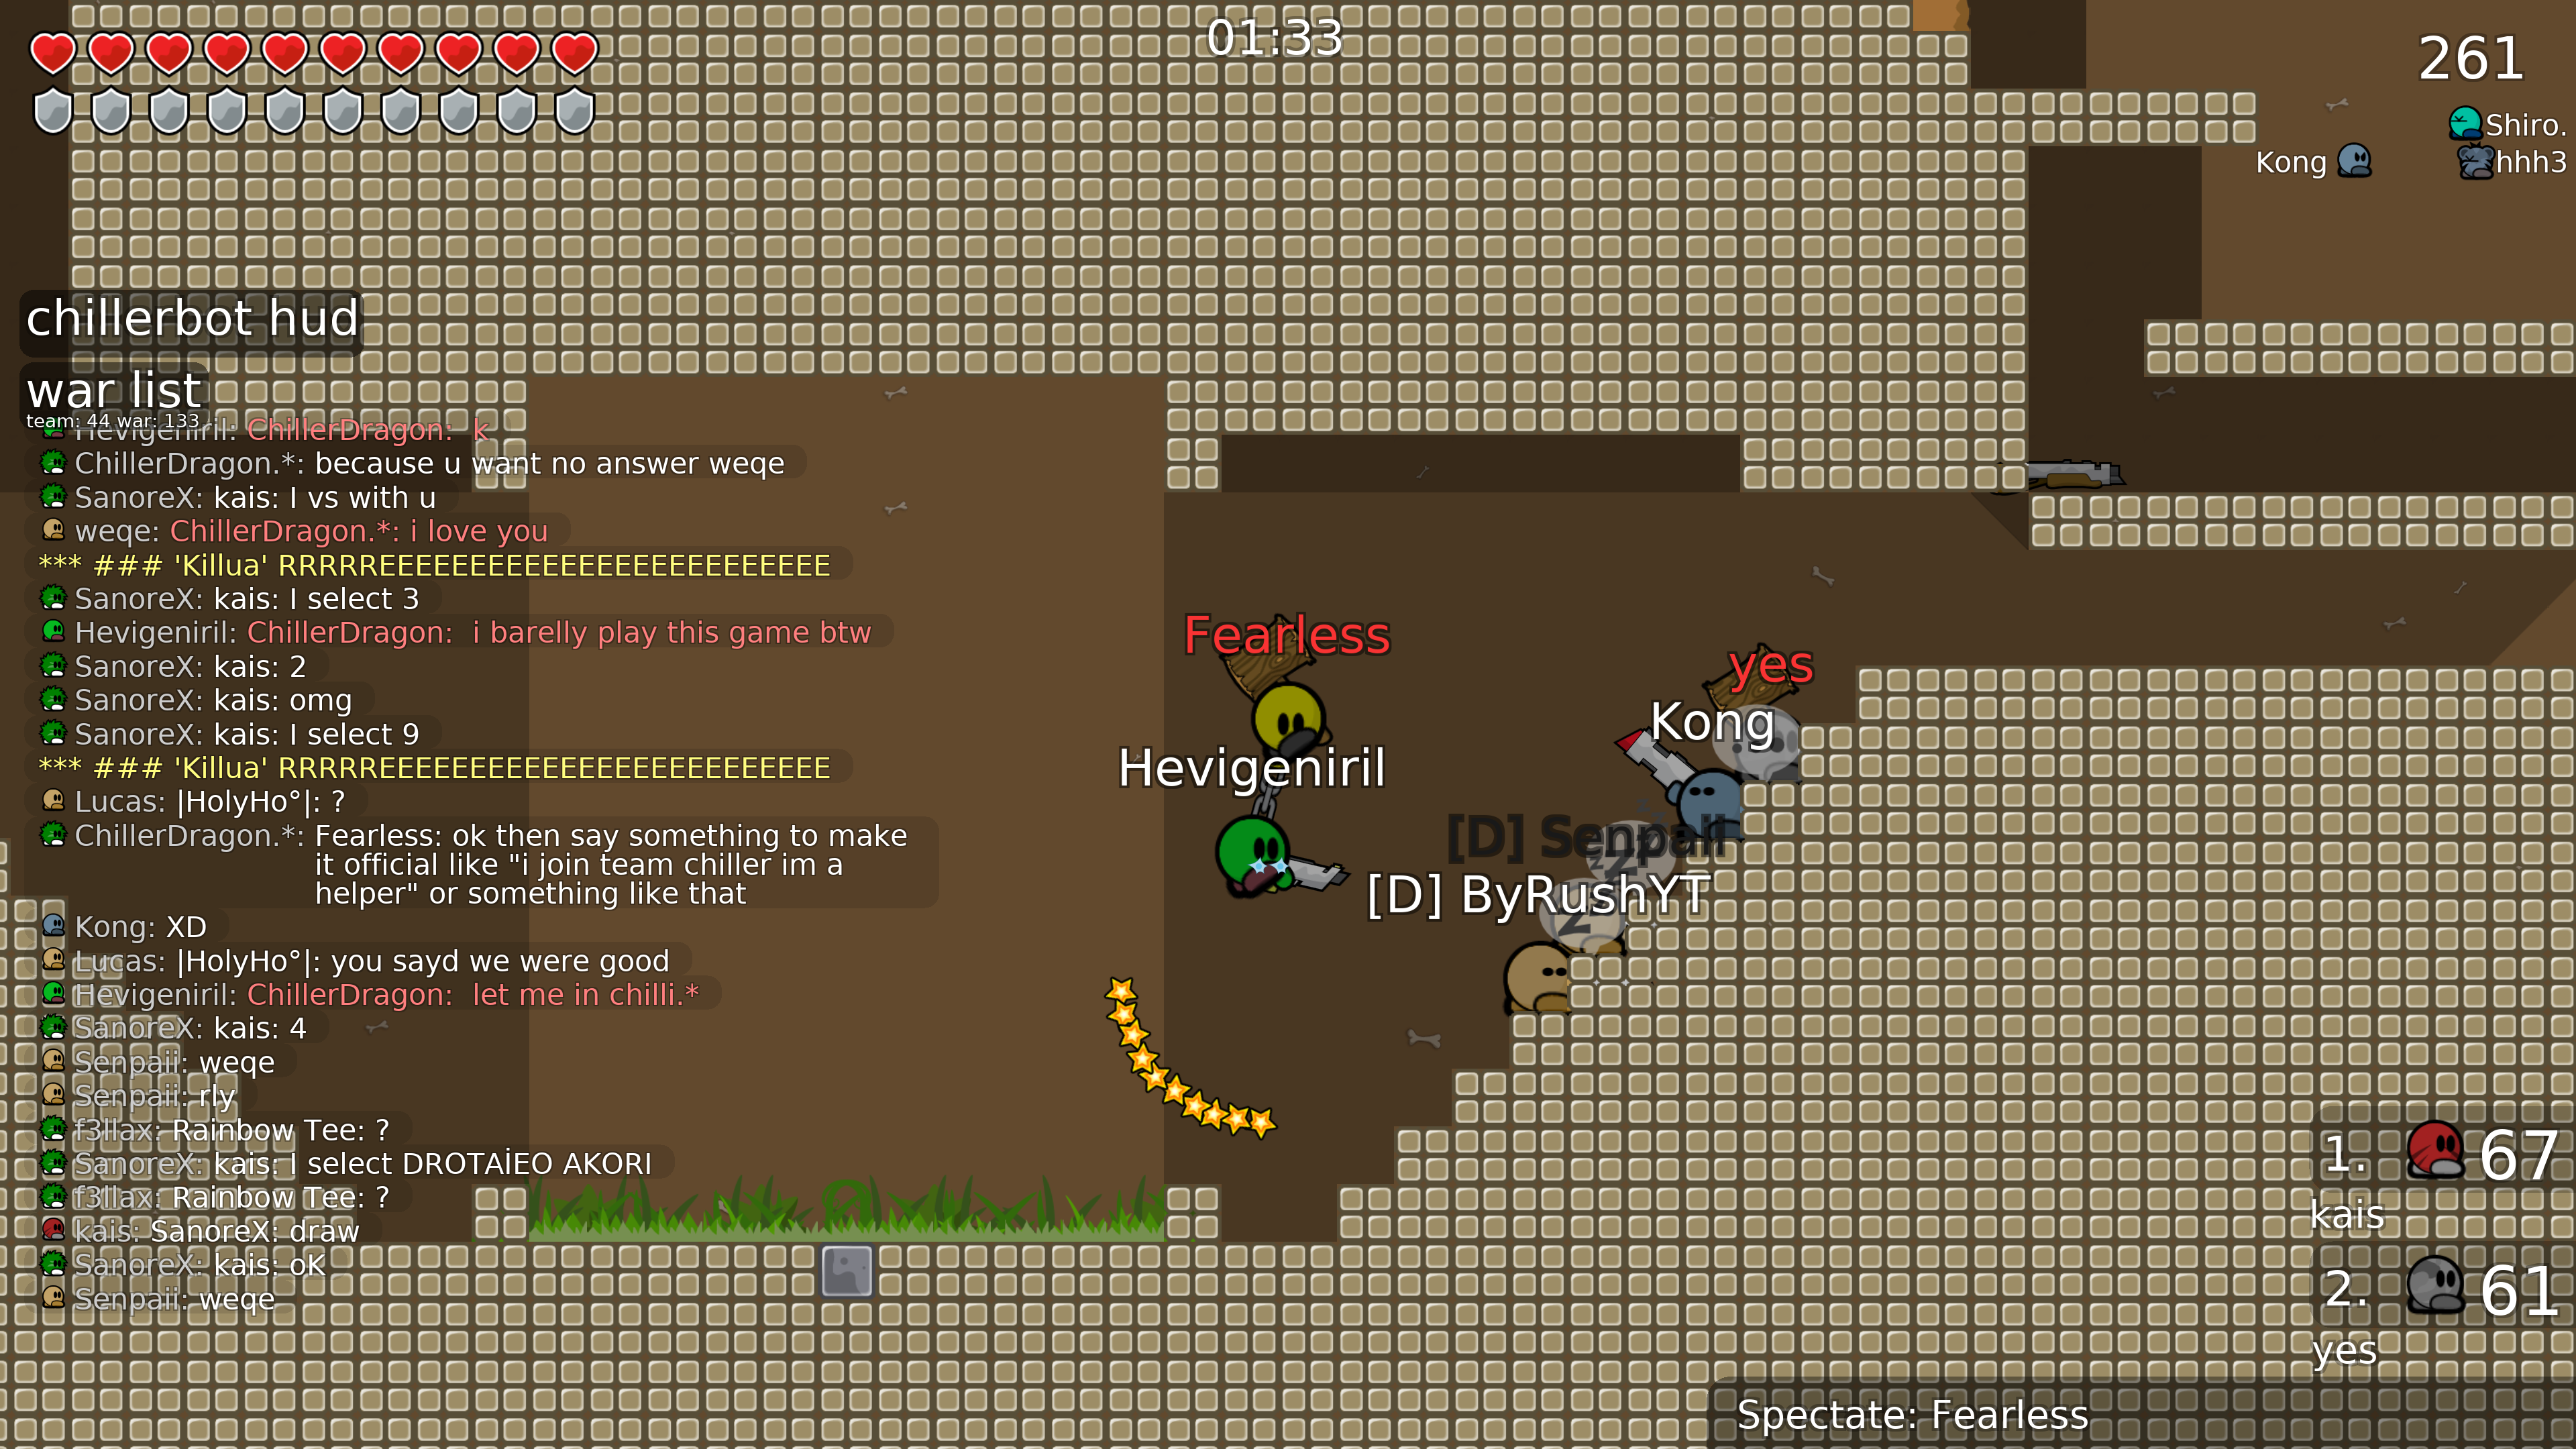 01:33
261
Shiro.
Kong hhh3
chillerbot hud
war list
team: 44 war: 133
Hevigeniril: ChillerDragon: k
ChillerDragon.*: because u want no answer weqe
SanoreX: kais: I vs with u
weqe: ChillerDragon.*: i love you
*** ### 'Killua' RRRRREEEEEEEEEEEEEEEEEEEEEEEEE
SanoreX: kais: I select 3
Hevigeniril: ChillerDragon: i barelly play this game btw
SanoreX: kais: 2
SanoreX: kais: omg
SanoreX: kais: I select 9
*** ### 'Killua' RRRRREEEEEEEEEEEEEEEEEEEEEEEEE
Lucas: |HolyHo°|: ?
ChillerDragon.*: Fearless: ok then say something to make
it official like "i join team chiller im a
helper" or something like that
Kong: XD
Lucas: |HolyHo°|: you sayd we were good
Hevigeniril: ChillerDragon: let me in chilli.*
SanoreX: kais: 4
Senpaii: weqe
Senpaii: rly
f3llax: Rainbow Tee: ?
SanoreX: kais: I select DROTAİEO AKORI
f3llax: Rainbow Tee: ?
kais: SanoreX: draw
SanoreX: kais: oK
Senpaii: weqe
Fearless
yes
Kong
Hevigeniril
[D] Senpaii
[D] ByRushYT
1. 67
kais
2. 61
yes
Spectate: Fearless